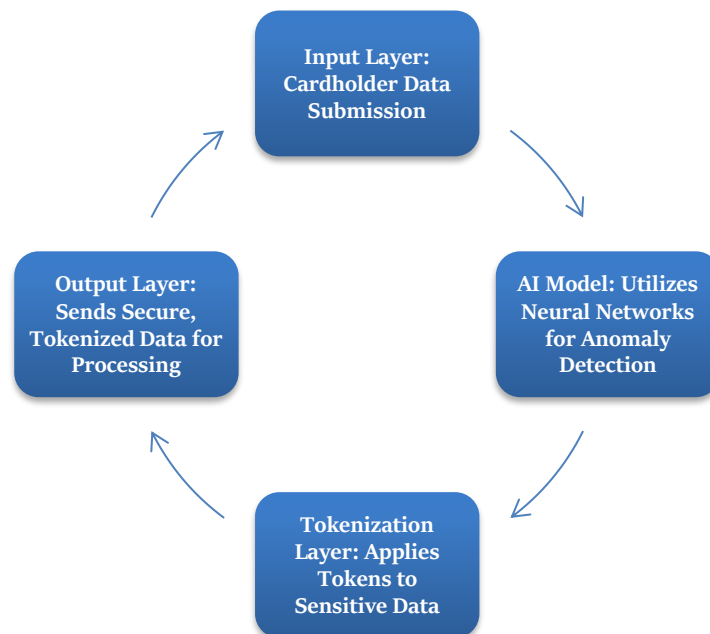 Input Layer:
Cardholder Data
Submission
AI Model: Utilizes
Neural Networks
for Anomaly
Detection
Tokenization
Layer: Applies
Tokens to
Sensitive Data
Output Layer:
Sends Secure,
Tokenized Data for
Processing